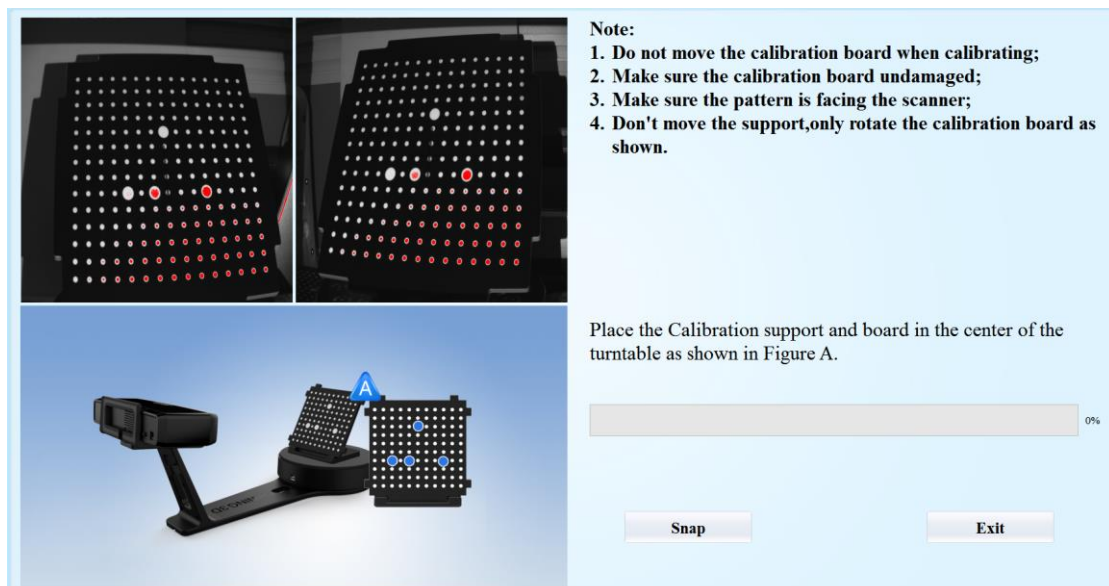 Note:
1. Do not move the calibration board when calibrating;
2. Make sure the calibration board undamaged;
3. Make sure the pattern is facing the scanner;
4. Don't move the support,only rotate the calibration board as
shown.
Place the Calibration support and board in the center of the
turntable as shown in Figure A.
A
0%
Snap
Exit